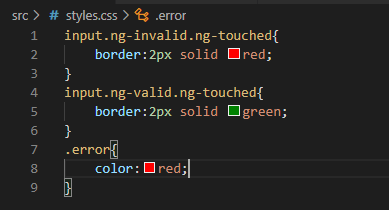 src > # styles.css > .error
1 input.ng-invalid.ng-touched{
2 border:2px solid red;
3 }
4 input.ng-valid.ng-touched{
5 border:2px solid green;
6 }
7 .error{
8 color:red;
9 }